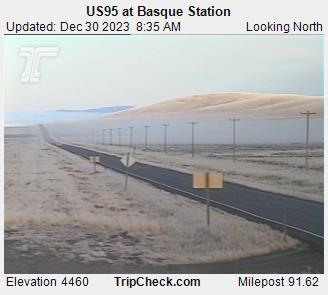 US95 at Basque Station
Updated: Dec 30 2023 8:35 AM Looking North
Elevation 4460 TripCheck.com Milepost 91.62